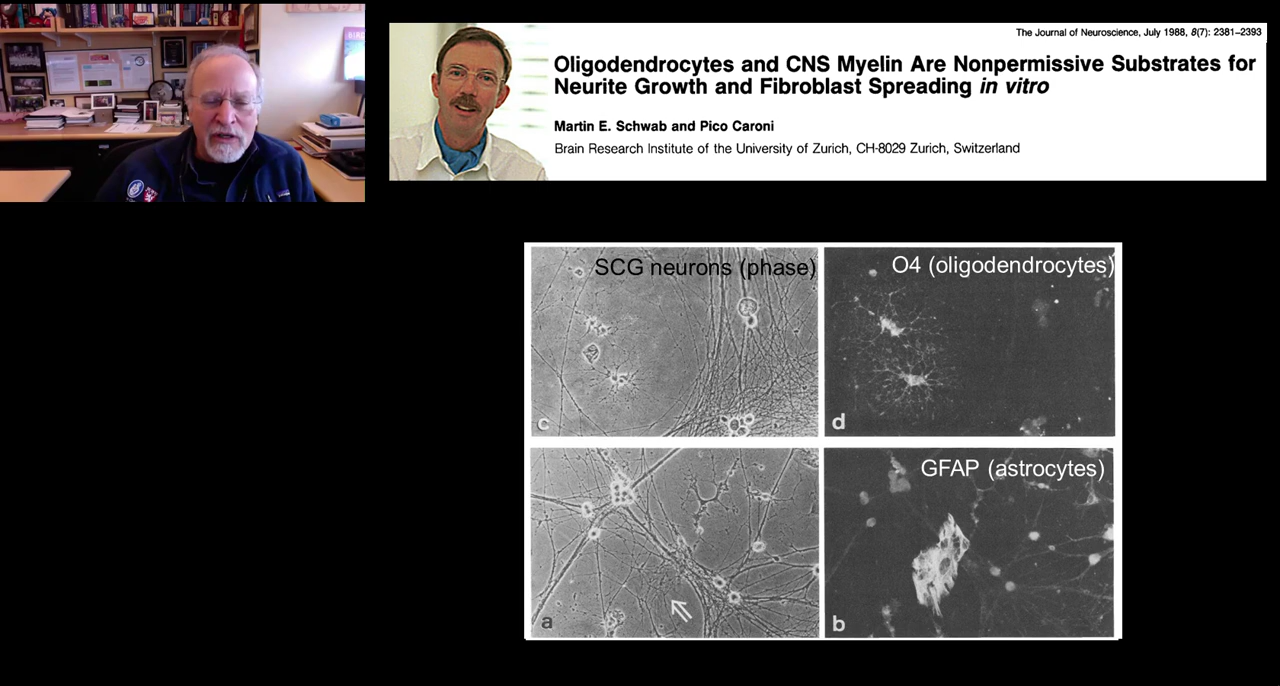 The Journal of Neuroscience, July 1988, 8(7): 2381–2393
Oligodendrocytes and CNS Myelin Are Nonpermissive Substrates for
Neurite Growth and Fibroblast Spreading in vitro
Martin E. Schwab and Pico Caroni
Brain Research Institute of the University of Zurich, CH-8029 Zurich, Switzerland
SCG neurons (phase)
O4 (oligodendrocytes)
c
d
GFAP (astrocytes)
a
b